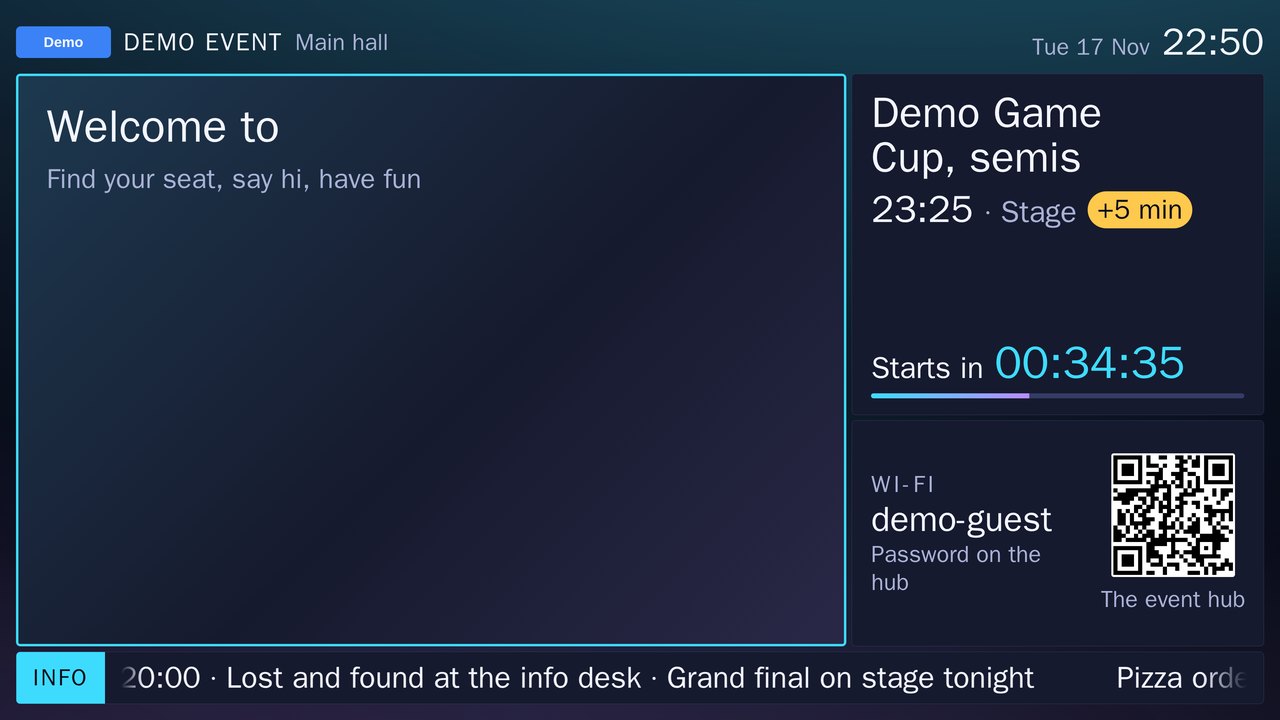 Demo
DEMO EVENT Main hall
Tue 17 Nov 22:50
Welcome to
Find your seat, say hi, have fun
Demo Game
Cup, semis
23:25 · Stage +5 min
Starts in 00:34:35
WI-FI
demo-guest
Password on the
hub
The event hub
INFO
20:00 · Lost and found at the info desk · Grand final on stage tonight Pizza